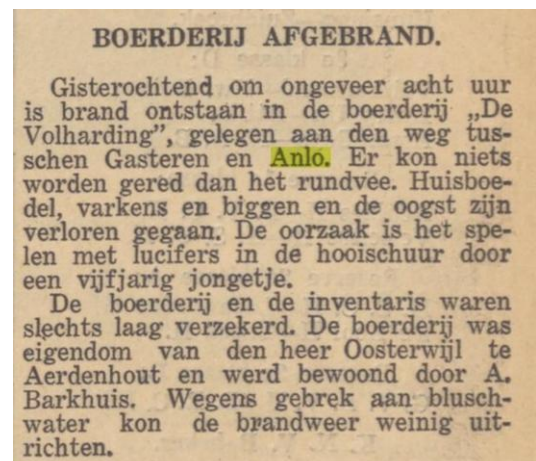 BOERDERIJ AFGEBRAND.
Gisterochtend om ongeveer acht uur
is brand ontstaan in de boerderij „De
Volharding”, gelegen aan den weg tus-
schen Gasteren en Anlo. Er kon niets
worden gered dan het rundvee. Huisboe-
del, varkens en biggen en de oogst zijn
verloren gegaan. De oorzaak is het spe-
len met lucifers in de hooischuur door
een vijfjarig jongetje.
De boerderij en de inventaris waren
slechts laag verzekerd. De boerderij was
eigendom van den heer Oosterwijl te
Aerdenhout en werd bewoond door A.
Barkhuis. Wegens gebrek aan blusch-
water kon de brandweer weinig uit-
richten.